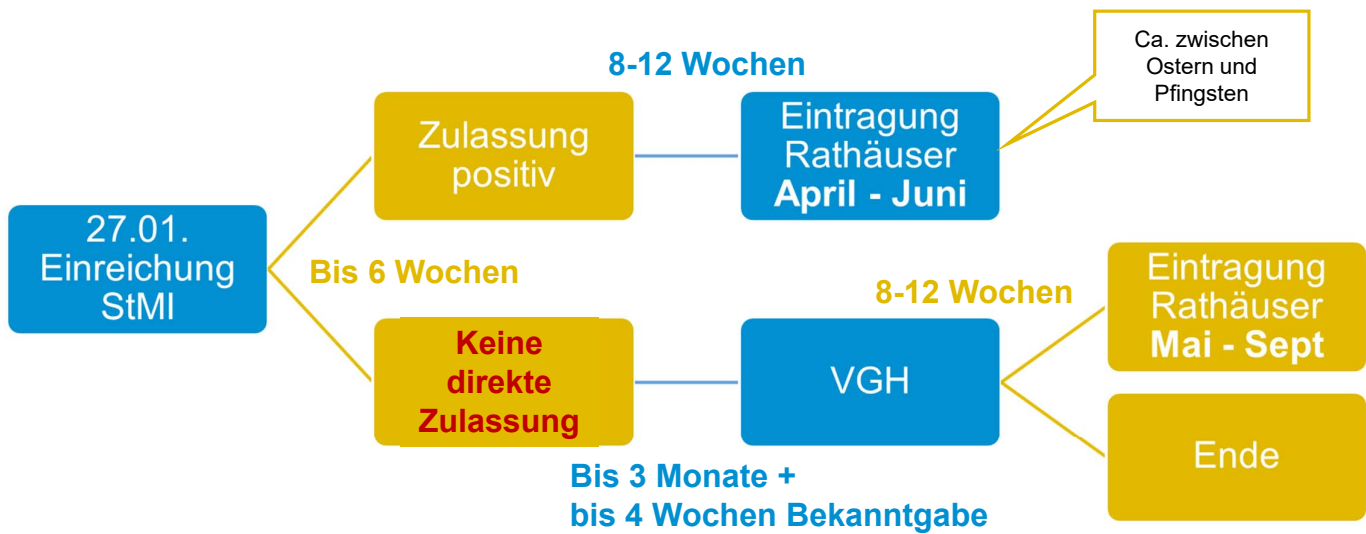 Ca. zwischen
Ostern und
Pfingsten
8-12 Wochen
Zulassung
positiv
Eintragung
Rathäuser
April - Juni
27.01.
Einreichung
StMI
Bis 6 Wochen
8-12 Wochen
Eintragung
Rathäuser
Mai - Sept
Keine
direkte
Zulassung
VGH
Ende
Bis 3 Monate +
bis 4 Wochen Bekanntgabe